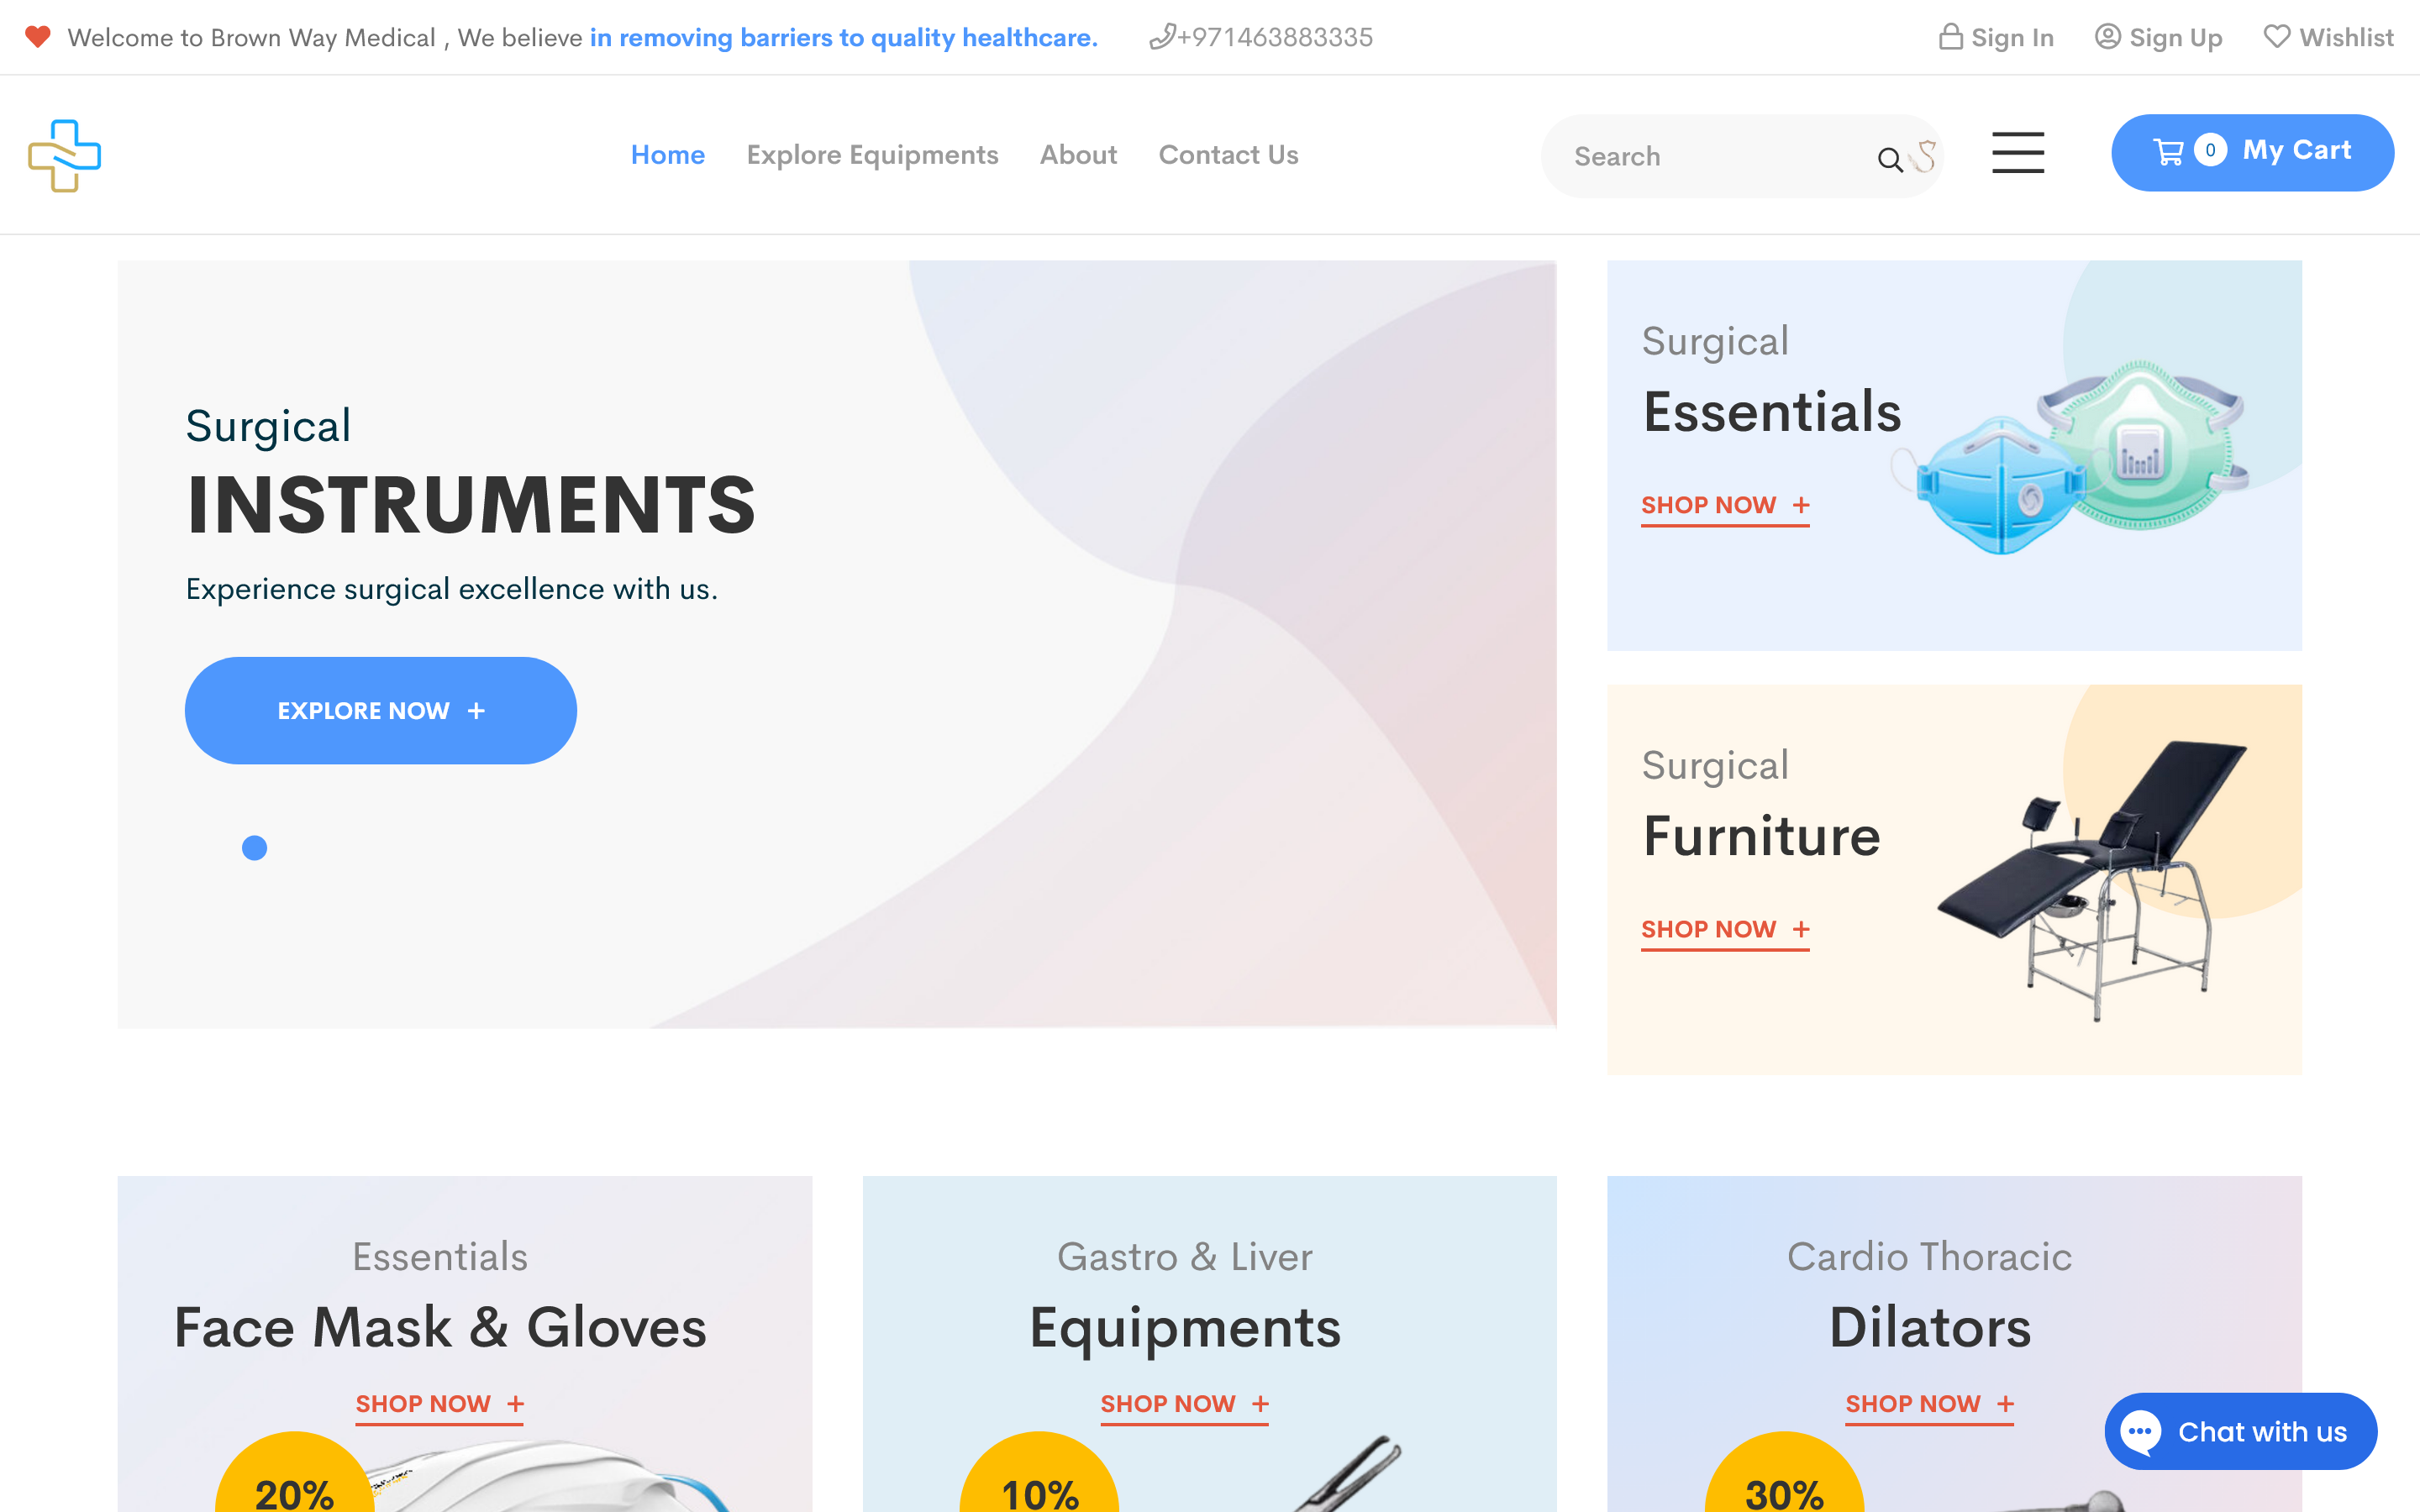 Welcome to Brown Way Medical , We believe in removing barriers to quality healthcare.
+971463883335
Sign In
Sign Up
Wishlist
Home
Explore Equipments
About
Contact Us
Search
0
My Cart
Surgical
INSTRUMENTS
Experience surgical excellence with us.
EXPLORE NOW +
Surgical
Essentials
SHOP NOW +
Surgical
Furniture
SHOP NOW +
Essentials
Face Mask & Gloves
SHOP NOW +
20%
Gastro & Liver
Equipments
SHOP NOW +
10%
Cardio Thoracic
Dilators
SHOP NOW +
30%
Chat with us